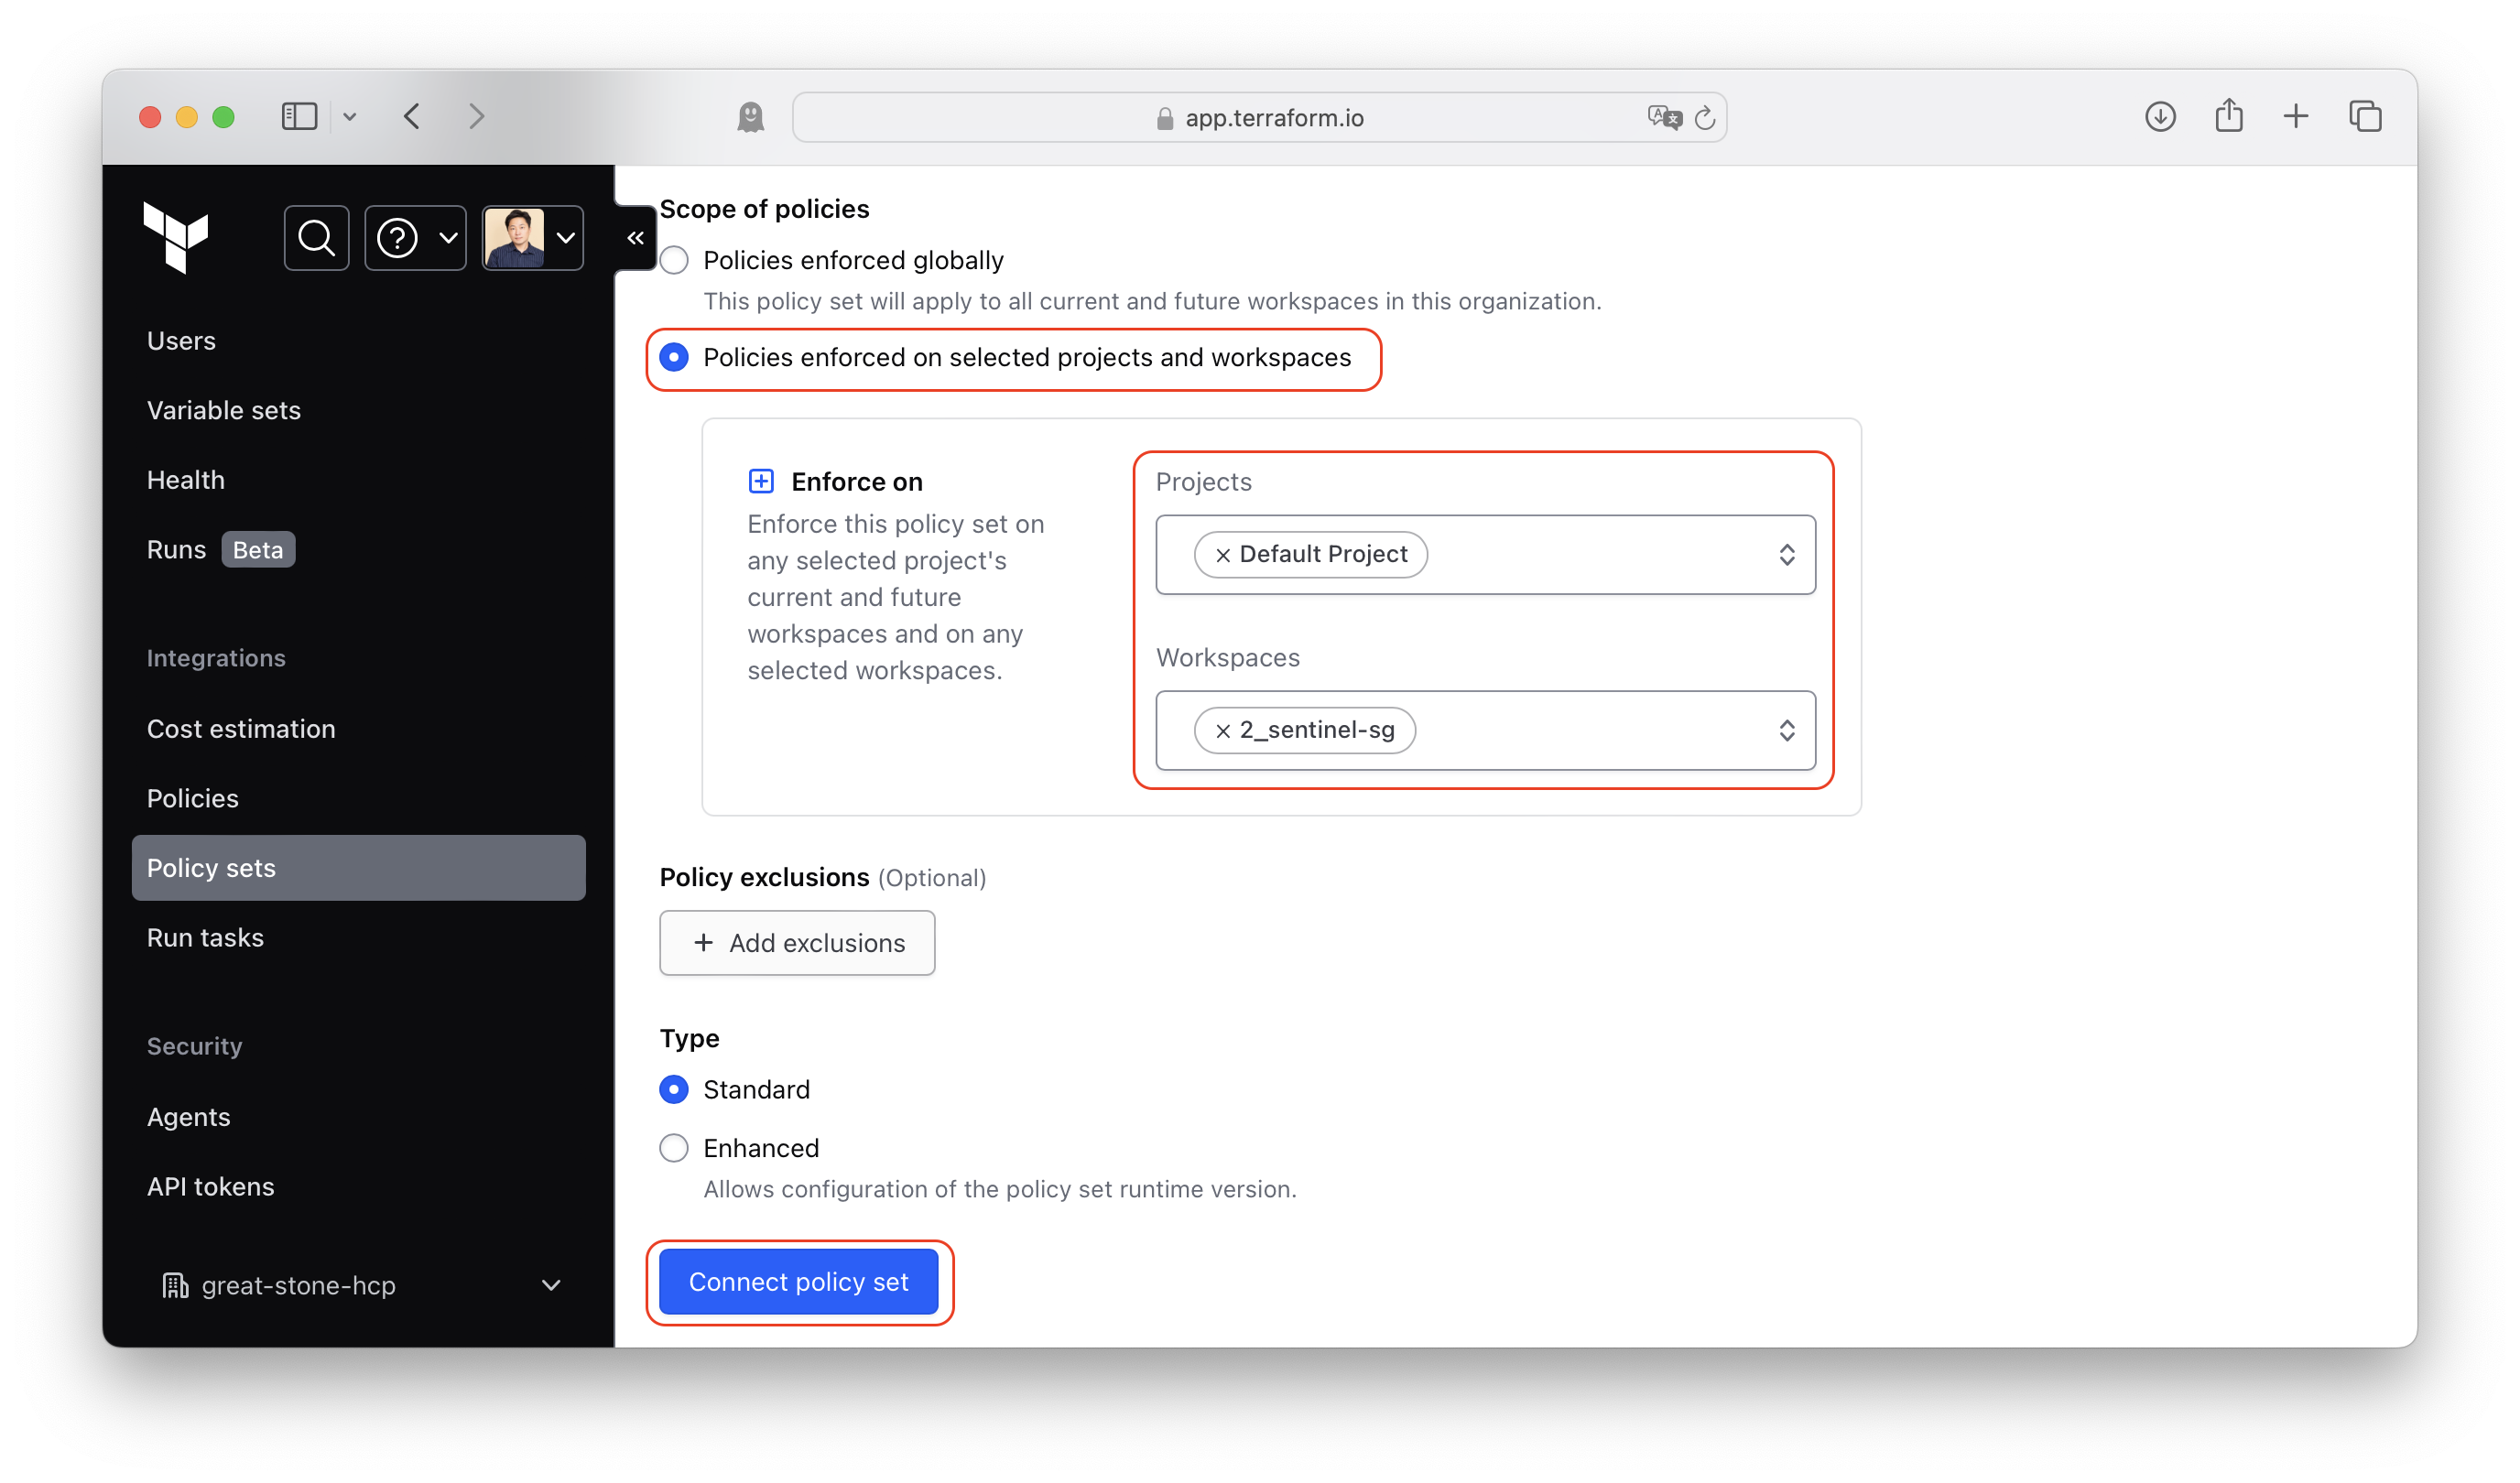 app.terraform.io
Users
Variable sets
Health
Runs Beta
Integrations
Cost estimation
Policies
Policy sets
Run tasks
Security
Agents
API tokens
great-stone-hcp
Scope of policies
Policies enforced globally
This policy set will apply to all current and future workspaces in this organization.
Policies enforced on selected projects and workspaces
Enforce on
Enforce this policy set on
any selected project's
current and future
workspaces and on any
selected workspaces.
Projects
Default Project
Workspaces
2_sentinel-sg
Policy exclusions (Optional)
+ Add exclusions
Type
Standard
Enhanced
Allows configuration of the policy set runtime version.
Connect policy set